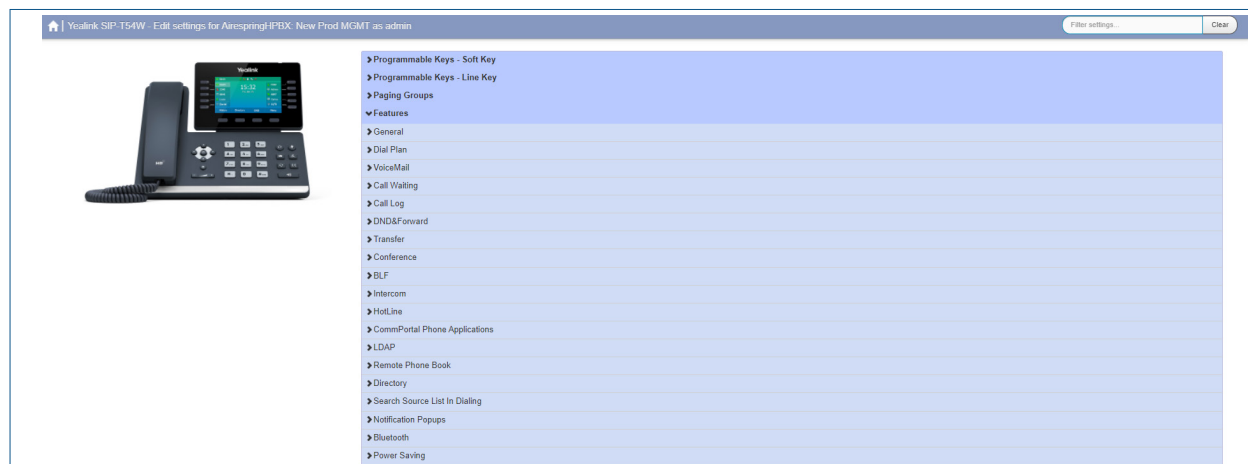 Yealink SIP-T54W - Edit settings for AirespringHPBX: New Prod MGMT as admin
Filter settings...
Clear
Yealink
15:32
Programmable Keys - Soft Key
Programmable Keys - Line Key
Paging Groups
Features
General
Dial Plan
VoiceMail
Call Waiting
Call Log
DND&Forward
Transfer
Conference
BLF
Intercom
HotLine
CommPortal Phone Applications
LDAP
Remote Phone Book
Directory
Search Source List In Dialing
Notification Popups
Bluetooth
Power Saving